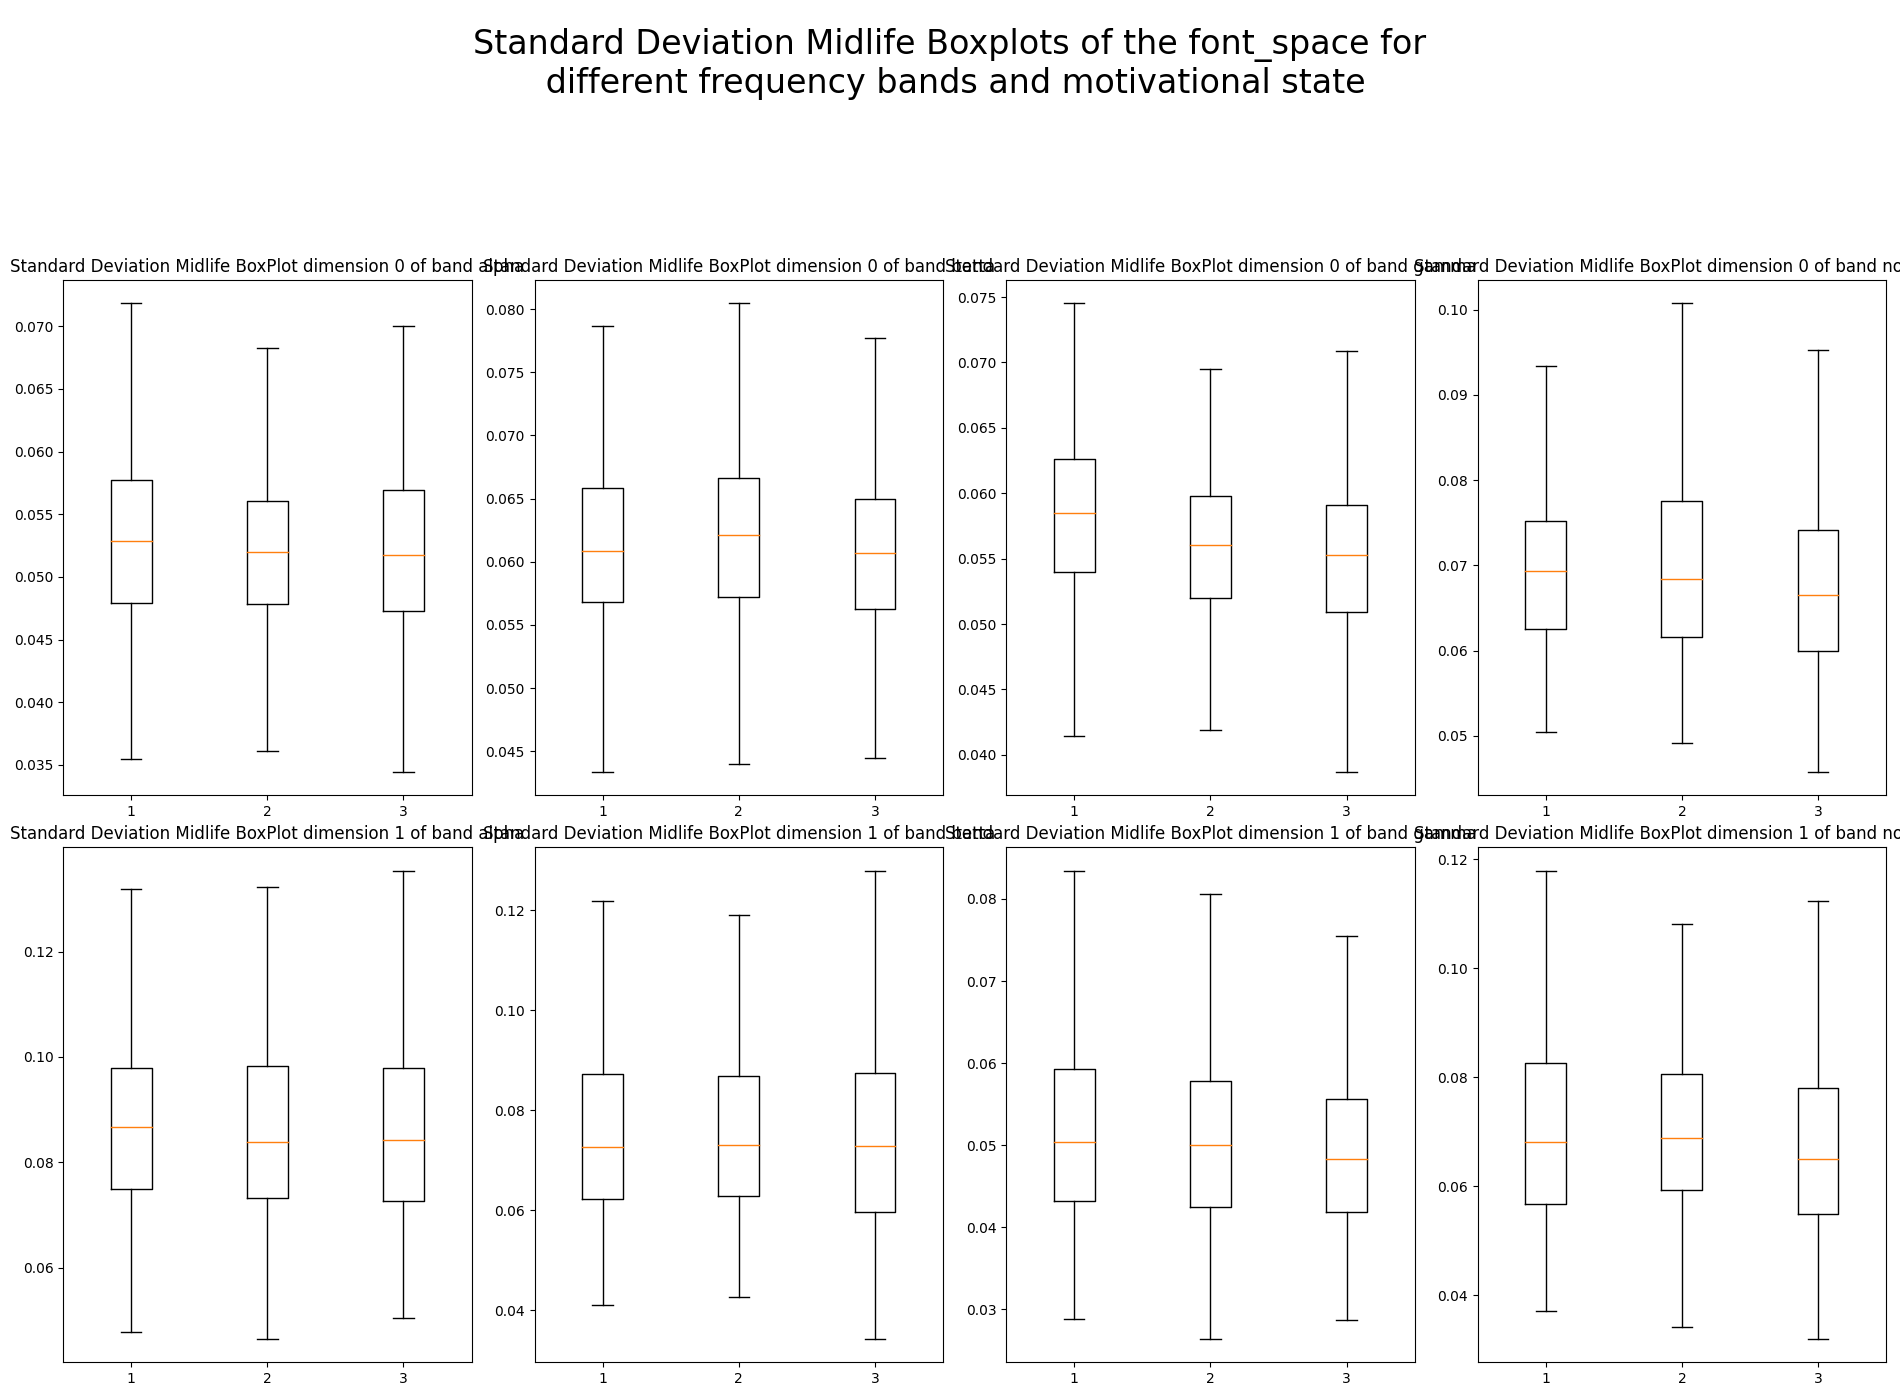 Standard Deviation Midlife Boxplots of the font_space for
different frequency bands and motivational state
Standard Deviation Midlife BoxPlot dimension 0 of band alpha
Standard Deviation Midlife BoxPlot dimension 0 of band betta
Standard Deviation Midlife BoxPlot dimension 0 of band gamma
Standard Deviation Midlife BoxPlot dimension 0 of band no
0.070
0.065
0.060
0.055
0.050
0.045
0.040
0.035
1 2 3
0.080
0.075
0.070
0.065
0.060
0.055
0.050
0.045
1 2 3
0.075
0.070
0.065
0.060
0.055
0.050
0.045
0.040
1 2 3
0.10
0.09
0.08
0.07
0.06
0.05
1 2 3
Standard Deviation Midlife BoxPlot dimension 1 of band alpha
Standard Deviation Midlife BoxPlot dimension 1 of band betta
Standard Deviation Midlife BoxPlot dimension 1 of band gamma
Standard Deviation Midlife BoxPlot dimension 1 of band no
0.12
0.10
0.08
0.06
1 2 3
0.12
0.10
0.08
0.06
0.04
1 2 3
0.08
0.07
0.06
0.05
0.04
0.03
1 2 3
0.12
0.10
0.08
0.06
0.04
1 2 3